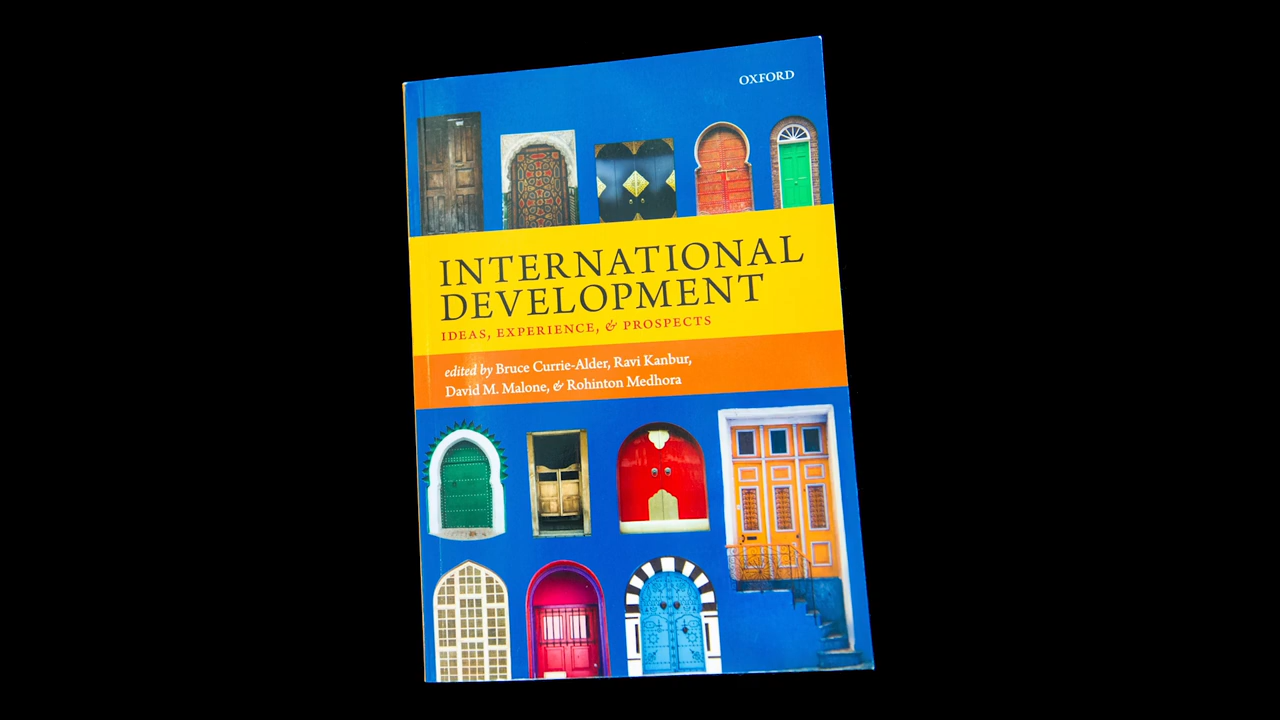 OXFORD
INTERNATIONAL
DEVELOPMENT
IDEAS, EXPERIENCE, & PROSPECTS
edited by Bruce Currie-Alder, Ravi Kanbur,
David M. Malone, & Rohinton Medhora